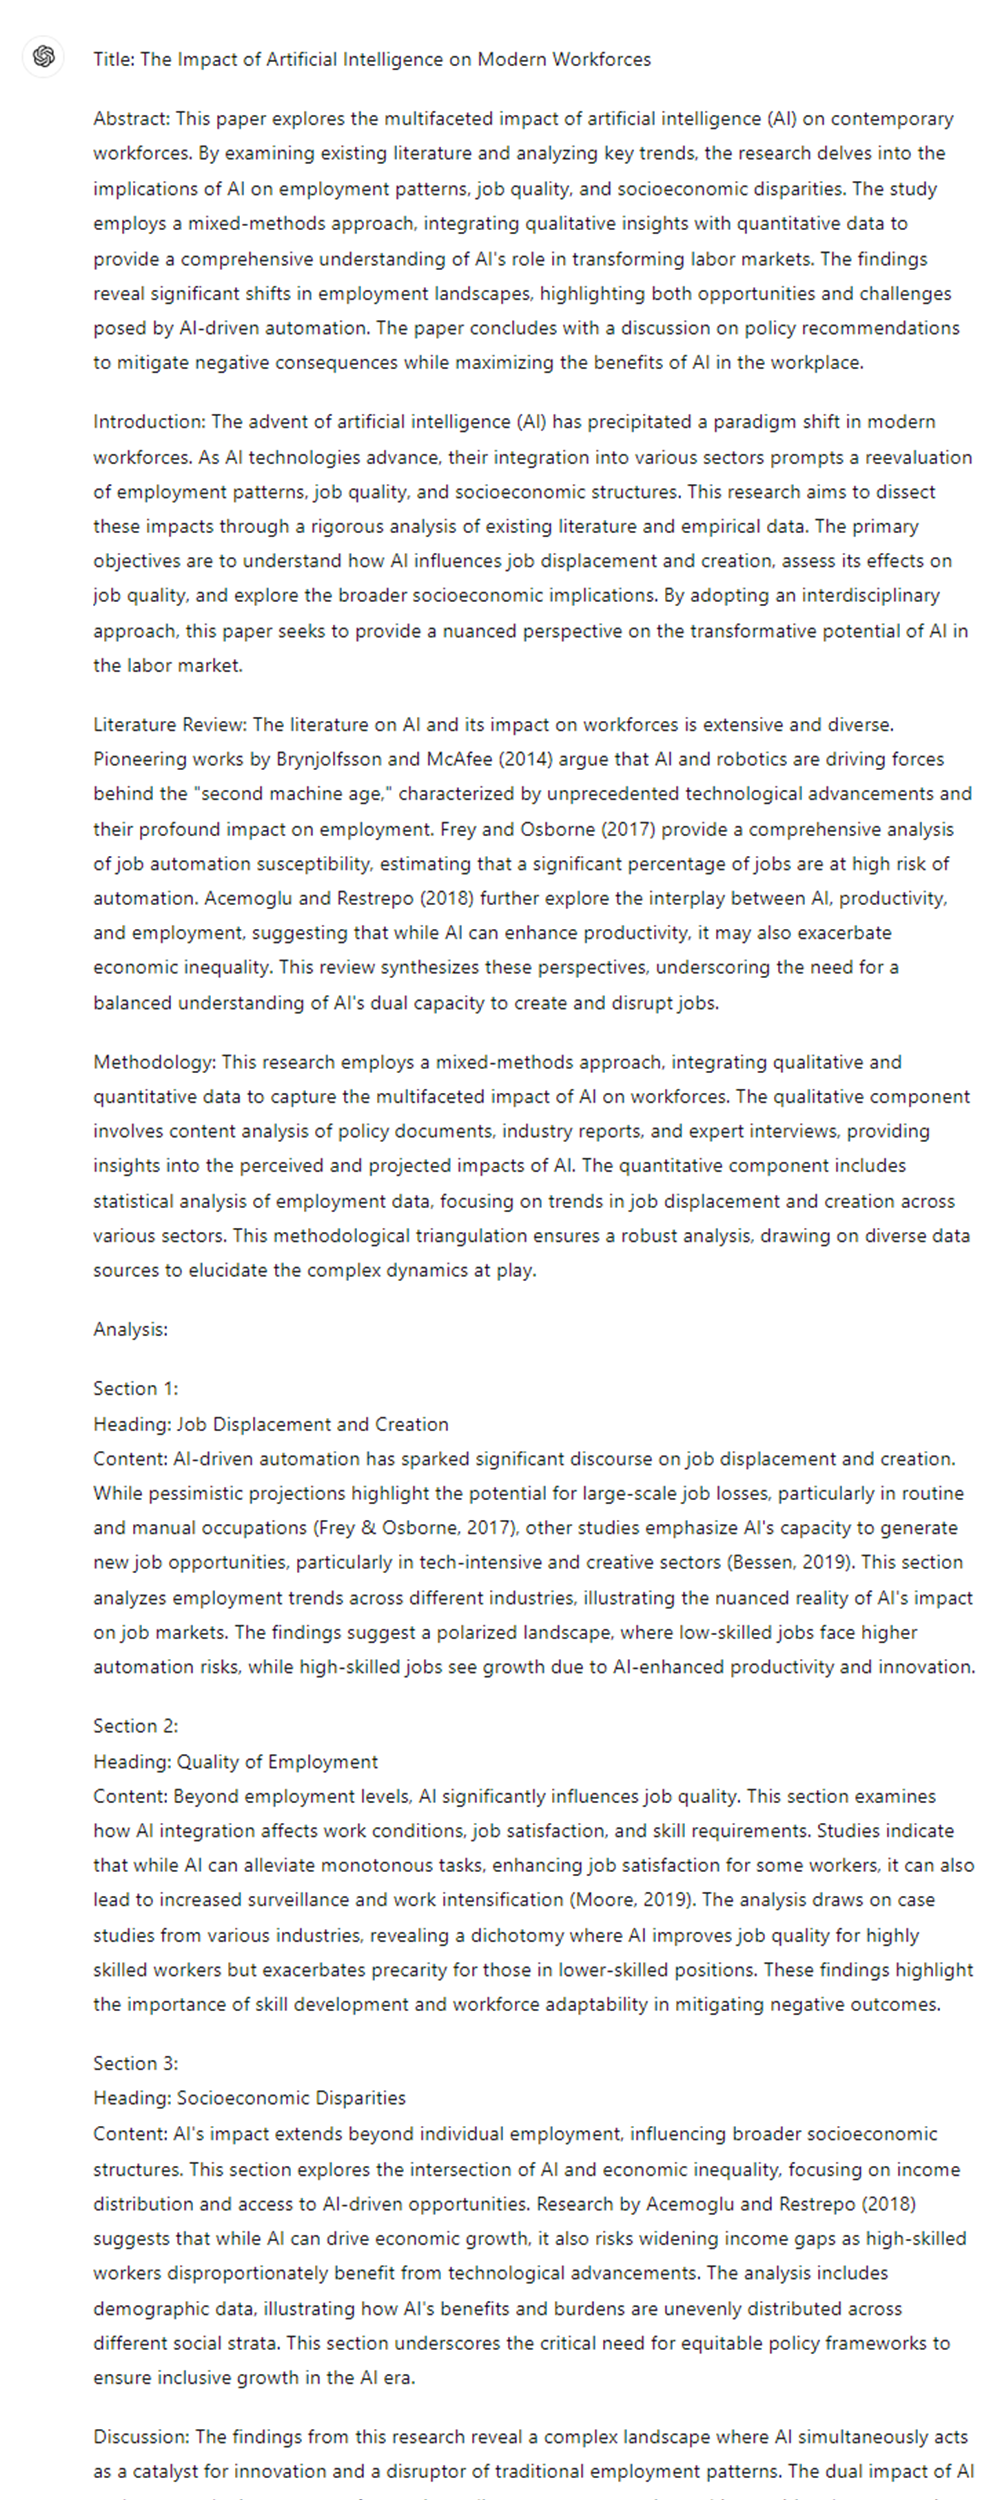 Title: The Impact of Artificial Intelligence on Modern Workforces
Abstract: This paper explores the multifaceted impact of artificial intelligence (AI) on contemporary
workforces. By examining existing literature and analyzing key trends, the research delves into the
implications of AI on employment patterns, job quality, and socioeconomic disparities. The study
employs a mixed-methods approach, integrating qualitative insights with quantitative data to
provide a comprehensive understanding of AI's role in transforming labor markets. The findings
reveal significant shifts in employment landscapes, highlighting both opportunities and challenges
posed by AI-driven automation. The paper concludes with a discussion on policy recommendations
to mitigate negative consequences while maximizing the benefits of AI in the workplace.
Introduction: The advent of artificial intelligence (AI) has precipitated a paradigm shift in modern
workforces. As AI technologies advance, their integration into various sectors prompts a reevaluation
of employment patterns, job quality, and socioeconomic structures. This research aims to dissect
these impacts through a rigorous analysis of existing literature and empirical data. The primary
objectives are to understand how AI influences job displacement and creation, assess its effects on
job quality, and explore the broader socioeconomic implications. By adopting an interdisciplinary
approach, this paper seeks to provide a nuanced perspective on the transformative potential of AI in
the labor market.
Literature Review: The literature on AI and its impact on workforces is extensive and diverse.
Pioneering works by Brynjolfsson and McAfee (2014) argue that AI and robotics are driving forces
behind the "second machine age," characterized by unprecedented technological advancements and
their profound impact on employment. Frey and Osborne (2017) provide a comprehensive analysis
of job automation susceptibility, estimating that a significant percentage of jobs are at high risk of
automation. Acemoglu and Restrepo (2018) further explore the interplay between AI, productivity,
and employment, suggesting that while AI can enhance productivity, it may also exacerbate
economic inequality. This review synthesizes these perspectives, underscoring the need for a
balanced understanding of AI's dual capacity to create and disrupt jobs.
Methodology: This research employs a mixed-methods approach, integrating qualitative and
quantitative data to capture the multifaceted impact of AI on workforces. The qualitative component
involves content analysis of policy documents, industry reports, and expert interviews, providing
insights into the perceived and projected impacts of AI. The quantitative component includes
statistical analysis of employment data, focusing on trends in job displacement and creation across
various sectors. This methodological triangulation ensures a robust analysis, drawing on diverse data
sources to elucidate the complex dynamics at play.
Analysis:
Section 1:
Heading: Job Displacement and Creation
Content: AI-driven automation has sparked significant discourse on job displacement and creation.
While pessimistic projections highlight the potential for large-scale job losses, particularly in routine
and manual occupations (Frey & Osborne, 2017), other studies emphasize AI's capacity to generate
new job opportunities, particularly in tech-intensive and creative sectors (Bessen, 2019). This section
analyzes employment trends across different industries, illustrating the nuanced reality of AI's impact
on job markets. The findings suggest a polarized landscape, where low-skilled jobs face higher
automation risks, while high-skilled jobs see growth due to AI-enhanced productivity and innovation.
Section 2:
Heading: Quality of Employment
Content: Beyond employment levels, AI significantly influences job quality. This section examines
how AI integration affects work conditions, job satisfaction, and skill requirements. Studies indicate
that while AI can alleviate monotonous tasks, enhancing job satisfaction for some workers, it can also
lead to increased surveillance and work intensification (Moore, 2019). The analysis draws on case
studies from various industries, revealing a dichotomy where AI improves job quality for highly
skilled workers but exacerbates precarity for those in lower-skilled positions. These findings highlight
the importance of skill development and workforce adaptability in mitigating negative outcomes.
Section 3:
Heading: Socioeconomic Disparities
Content: AI's impact extends beyond individual employment, influencing broader socioeconomic
structures. This section explores the intersection of AI and economic inequality, focusing on income
distribution and access to AI-driven opportunities. Research by Acemoglu and Restrepo (2018)
suggests that while AI can drive economic growth, it also risks widening income gaps as high-skilled
workers disproportionately benefit from technological advancements. The analysis includes
demographic data, illustrating how AI's benefits and burdens are unevenly distributed across
different social strata. This section underscores the critical need for equitable policy frameworks to
ensure inclusive growth in the AI era.
Discussion: The findings from this research reveal a complex landscape where AI simultaneously acts
as a catalyst for innovation and a disruptor of traditional employment patterns. The dual impact of AI